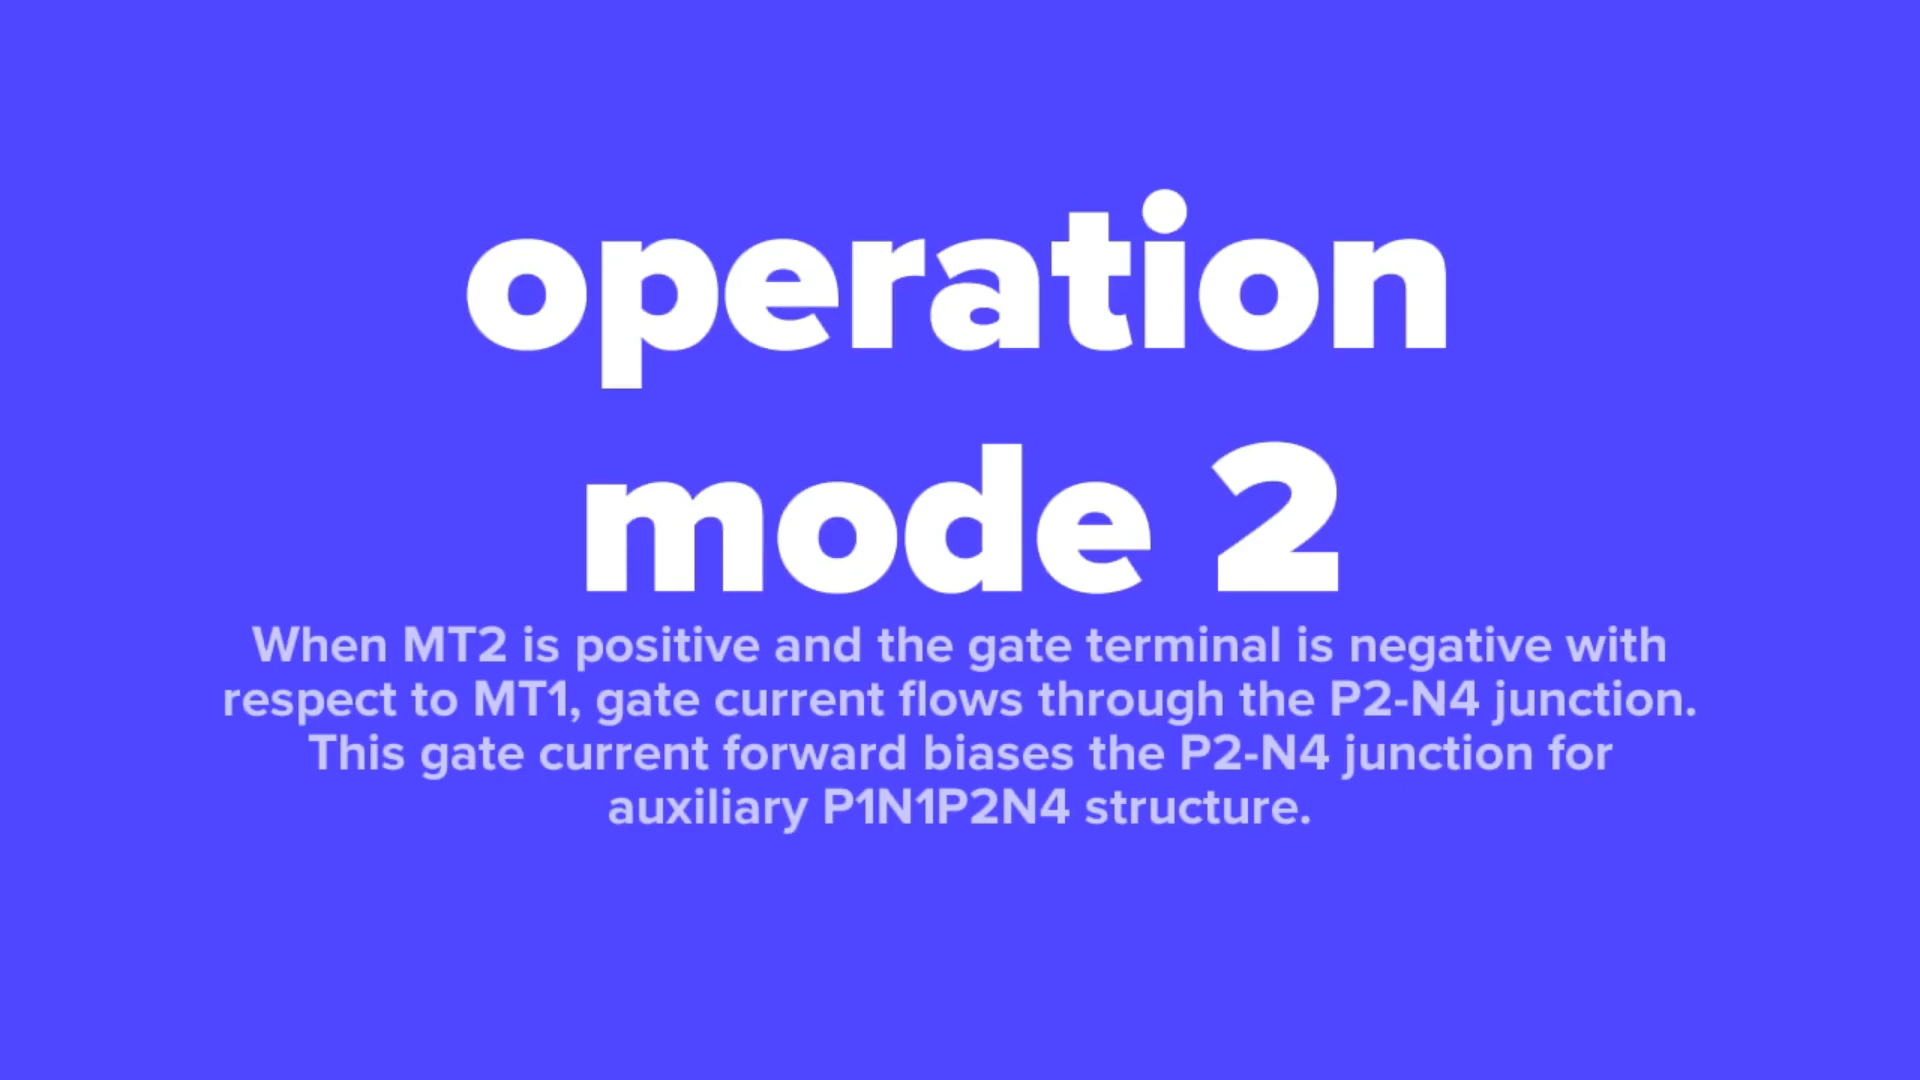 operation
mode 2
When MT2 is positive and the gate terminal is negative with
respect to MT1, gate current flows through the P2-N4 junction.
This gate current forward biases the P2-N4 junction for
auxiliary P1N1P2N4 structure.